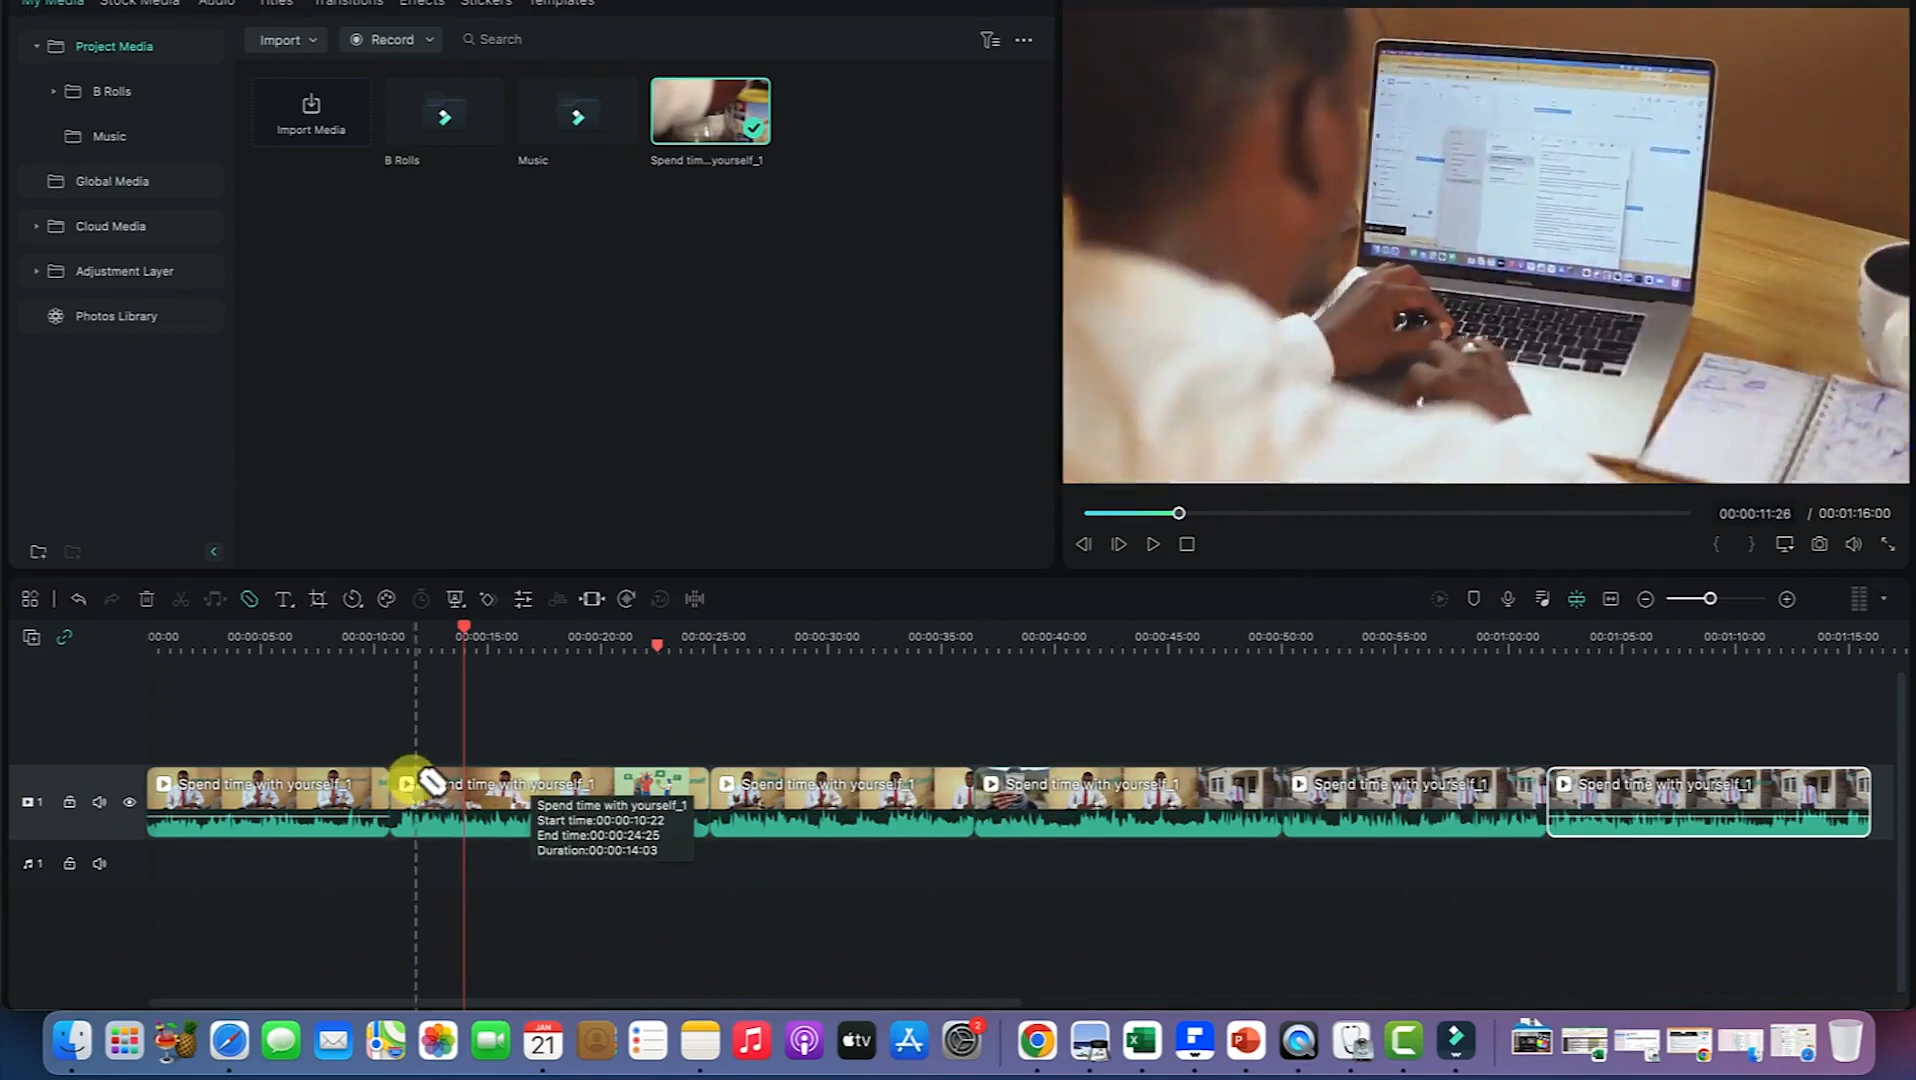 My Media Stock Media Audio Titles Transitions Effects Stickers Templates
Project Media
B Rolls
Music
Global Media
Cloud Media
Adjustment Layer
Photos Library
Import
Record
Search
Import Media
B Rolls
Music
Spend tim...yourself_1
00:00:11:26 / 00:01:16:00
00:00 00:00:05:00 00:00:10:00 00:00:15:00 00:00:20:00 00:00:25:00 00:00:30:00 00:00:35:00 00:00:40:00 00:00:45:00 00:00:50:00 00:00:55:00 00:01:00:00 00:01:05:00 00:01:10:00 00:01:15:00
Spend time with yourself_1
nd time with yourself_1
Spend time with yourself_1
Spend time with yourself_1
Spend time with yourself_1
Spend time with yourself_1
Spend time with yourself_1
Start time:00:00:10:22
End time:00:00:24:25
Duration:00:00:14:03
1
1
JAN
21
tv
2